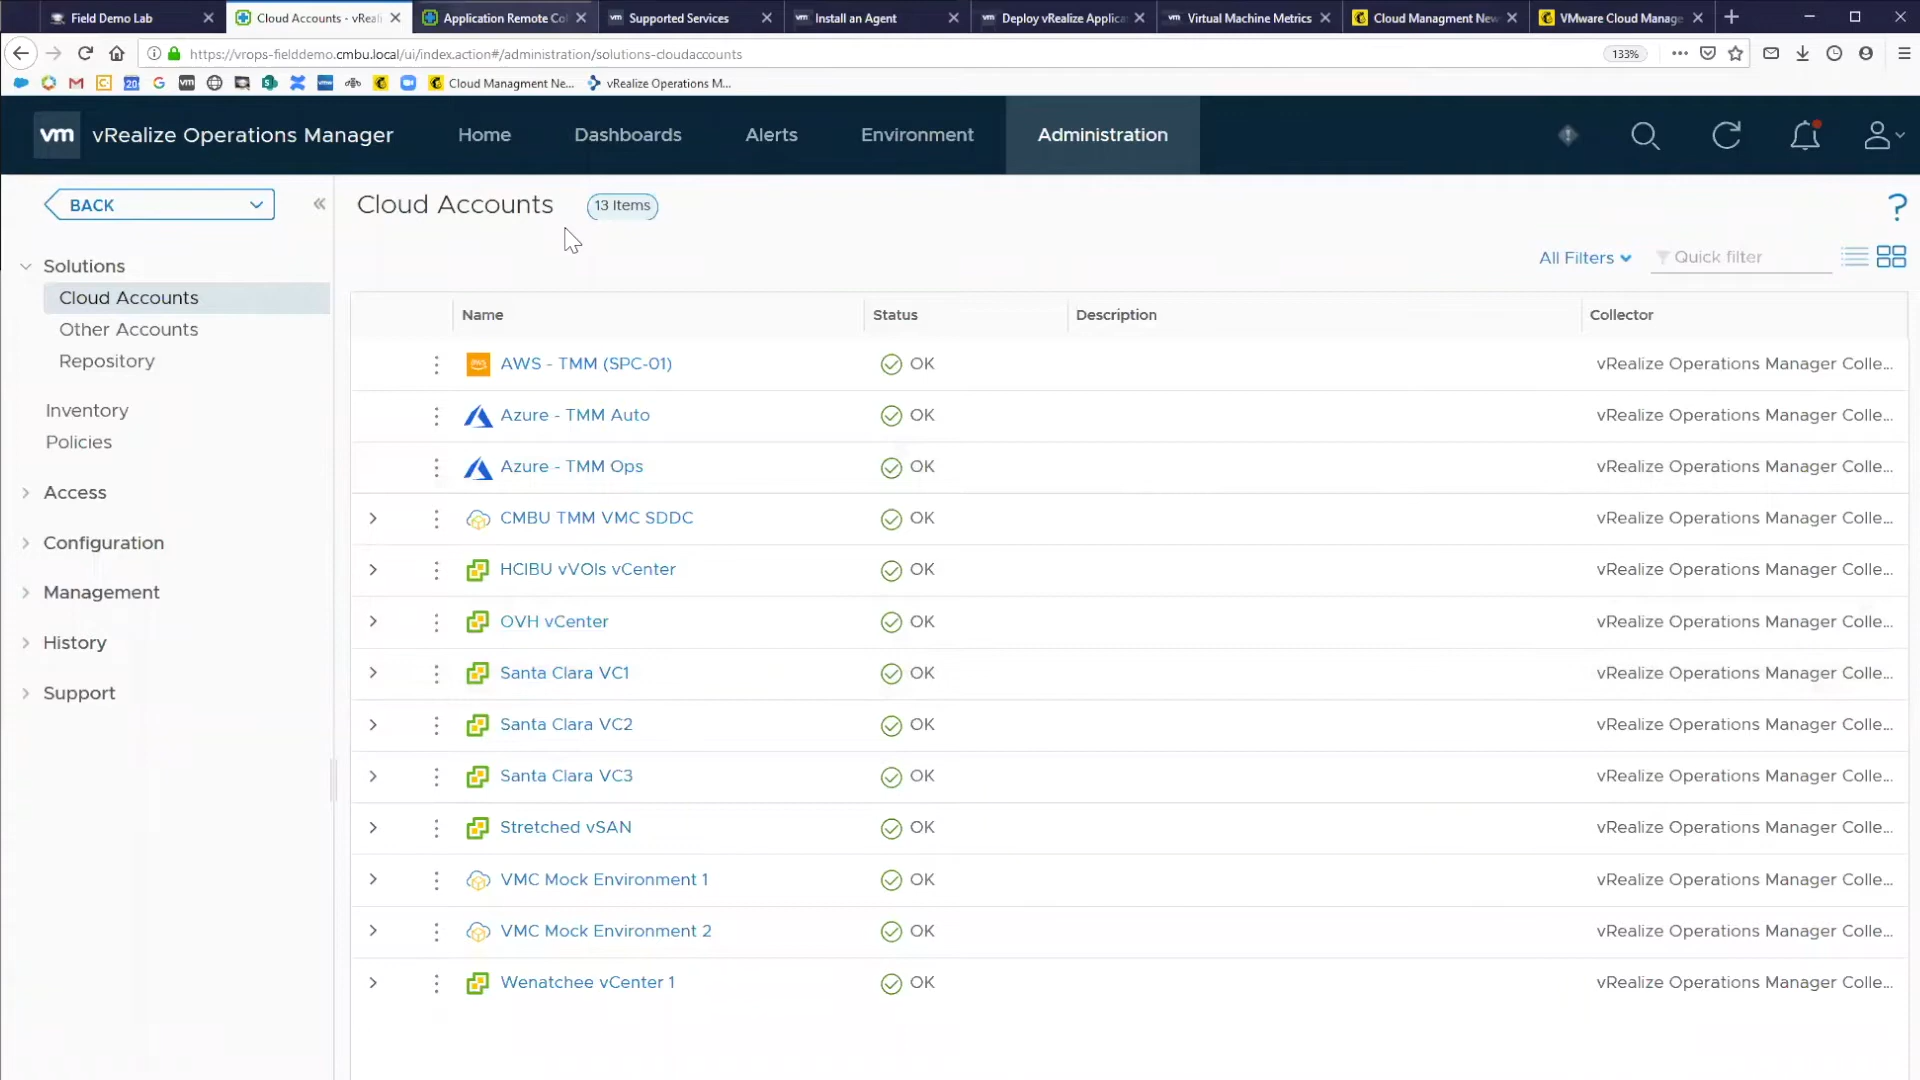 Field Demo Lab
Cloud Accounts - vReali
Application Remote Co
vm Supported Services
vm Install an Agent
vm Deploy vRealize Applica
vm Virtual Machine Metrics
Cloud Managment New
VMware Cloud Manage
https://vrops-fielddemo.cmbu.local/ui/index.action#/administration/solutions-cloudaccounts
133%
20
vm
Cloud Managment Ne...
vRealize Operations M...
vm vRealize Operations Manager
Home
Dashboards
Alerts
Environment
Administration
BACK
Cloud Accounts
13 Items
?
All Filters
Quick filter
Solutions
Cloud Accounts
Other Accounts
Repository
Inventory
Policies
Access
Configuration
Management
History
Support
Name Status Description Collector
aws AWS - TMM (SPC-01) OK vRealize Operations Manager Colle...
Azure - TMM Auto OK vRealize Operations Manager Colle...
Azure - TMM Ops OK vRealize Operations Manager Colle...
CMBU TMM VMC SDDC OK vRealize Operations Manager Colle...
HCIBU vVOls vCenter OK vRealize Operations Manager Colle...
OVH vCenter OK vRealize Operations Manager Colle...
Santa Clara VC1 OK vRealize Operations Manager Colle...
Santa Clara VC2 OK vRealize Operations Manager Colle...
Santa Clara VC3 OK vRealize Operations Manager Colle...
Stretched vSAN OK vRealize Operations Manager Colle...
VMC Mock Environment 1 OK vRealize Operations Manager Colle...
VMC Mock Environment 2 OK vRealize Operations Manager Colle...
Wenatchee vCenter 1 OK vRealize Operations Manager Colle...